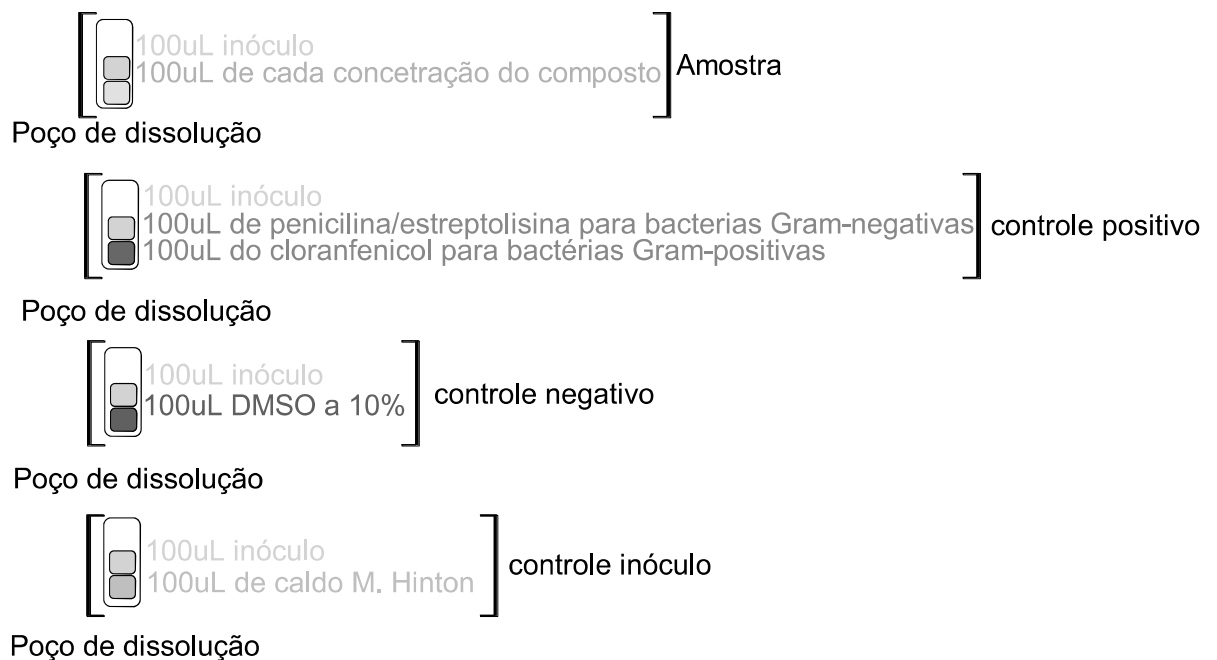 100uL inóculo
100uL de cada concetração do composto
Amostra
Poço de dissolução
100uL inóculo
100uL de penicilina/estreptolisina para bacterias Gram-negativas
100uL do cloranfenicol para bactérias Gram-positivas
controle positivo
Poço de dissolução
100uL inóculo
100uL DMSO a 10%
controle negativo
Poço de dissolução
100uL inóculo
100uL de caldo M. Hinton
controle inóculo
Poço de dissolução